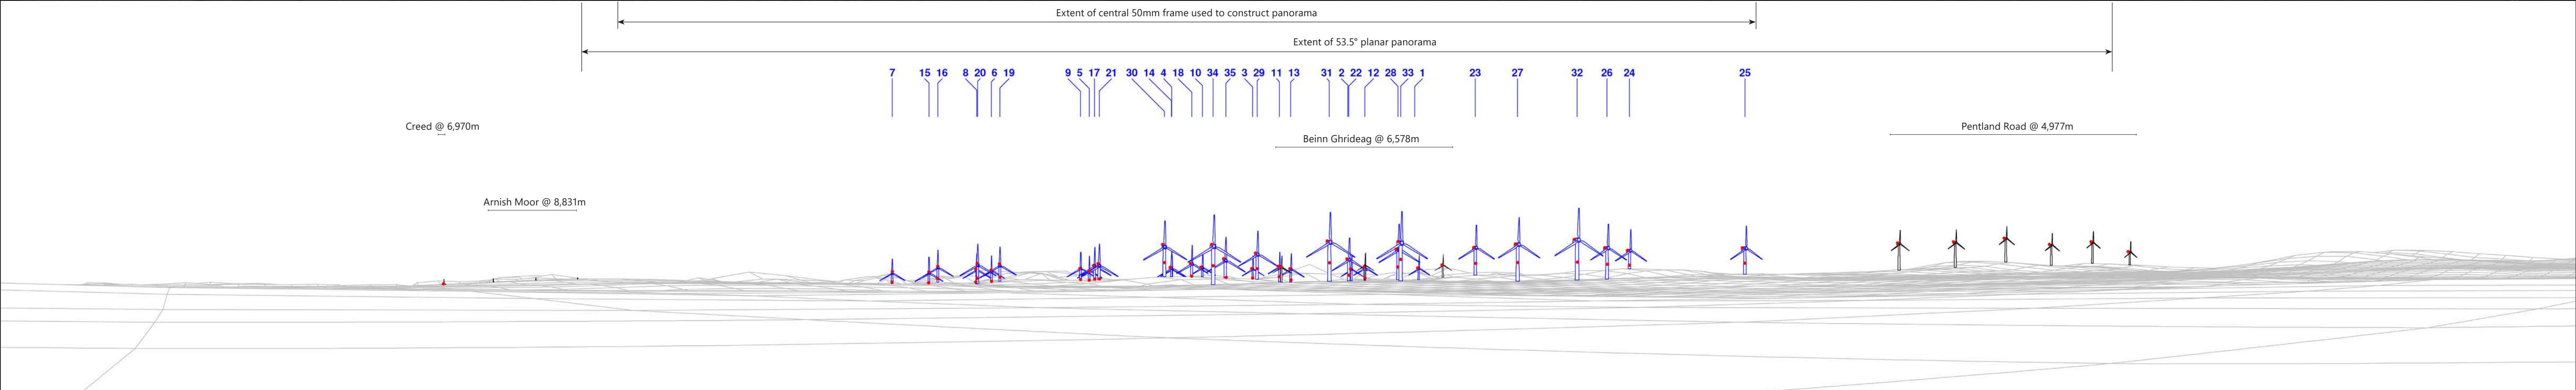 Extent of central 50mm frame used to construct panorama
Extent of 53.5° planar panorama
7 15 16 8 20 6 19 9 5 17 21 30 14 4 18 10 34 35 3 29 11 13 31 2 22 12 28 33 1 23 27 32 26 24 25
Creed @ 6,970m
Pentland Road @ 4,977m
Beinn Ghrideag @ 6,578m
Arnish Moor @ 8,831m